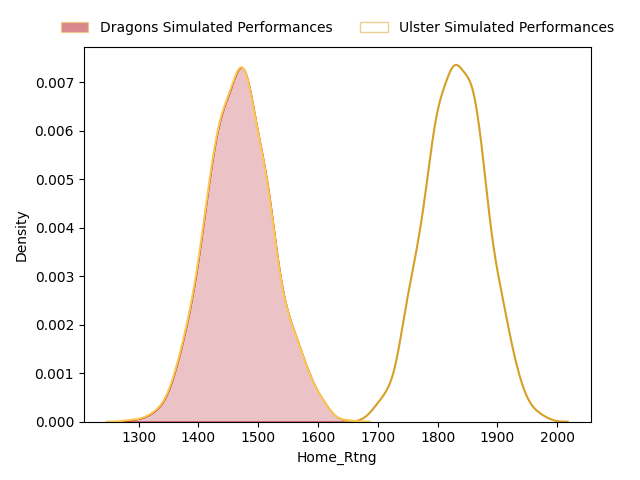 Dragons Simulated Performances
Ulster Simulated Performances
0.007
0.006
0.005
0.004
0.003
0.002
0.001
0.000
Density
1300 1400 1500 1600 1700 1800 1900 2000
Home_Rtng